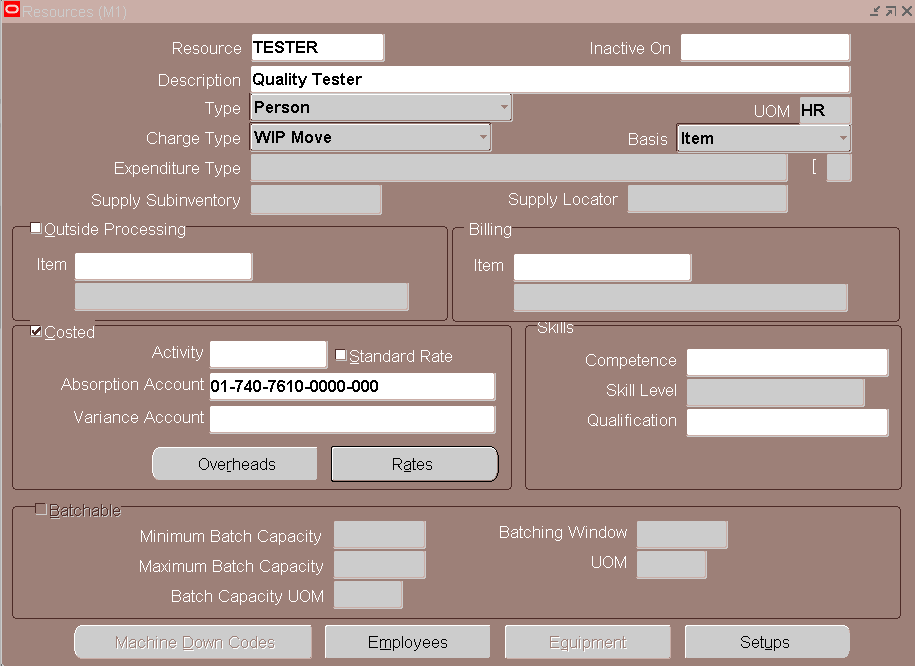 Resources (M1)
Resource TESTER Inactive On
Description Quality Tester
Type Person UOM HR
Charge Type WIP Move Basis Item
Expenditure Type [
Supply Subinventory Supply Locator
Outside Processing Billing
Item Item
Costed Skills
Activity Standard Rate Competence
Absorption Account 01-740-7610-0000-000 Skill Level
Variance Account Qualification
Overheads Rates
Batchable
Minimum Batch Capacity Batching Window
Maximum Batch Capacity UOM
Batch Capacity UOM
Machine Down Codes Employees Equipment Setups